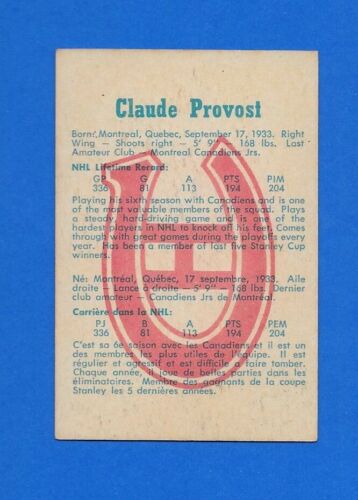 Claude Provost
Born: Montreal, Quebec, September 17, 1933. Right
Wing — Shoots right — 5' 9" — 168 lbs. Last
Amateur Club — Montreal Canadiens Jrs.
NHL Lifetime Record:
GP G A PTS PIM
336 81 113 194 204
Playing his sixth season with Canadiens and is one
of the most valuable members of the squad. Plays
a steady hard-driving game and is one of the
hardest players in NHL to knock off his feet. Comes
through with great games during the playoffs every
year. Has been a member of last five Stanley Cup
winners.
Né: Montréal, Québec, 17 septembre, 1933. Aile
droite — Lance à droite — 5' 9" — 168 lbs. Dernier
club amateur — Canadiens Jrs de Montréal.
Carrière dans la NHL:
PJ B A PTS PEM
336 81 113 194 204
C'est sa 6e saison avec les Canadiens et il est un
des membres les plus utiles de l'équipe. Il est
régulier et agressif et est difficile à faire tomber.
Chaque année, il joue de belles parties dans les
éliminatoires. Membre des gagnants de la coupe
Stanley les 5 dernières années.